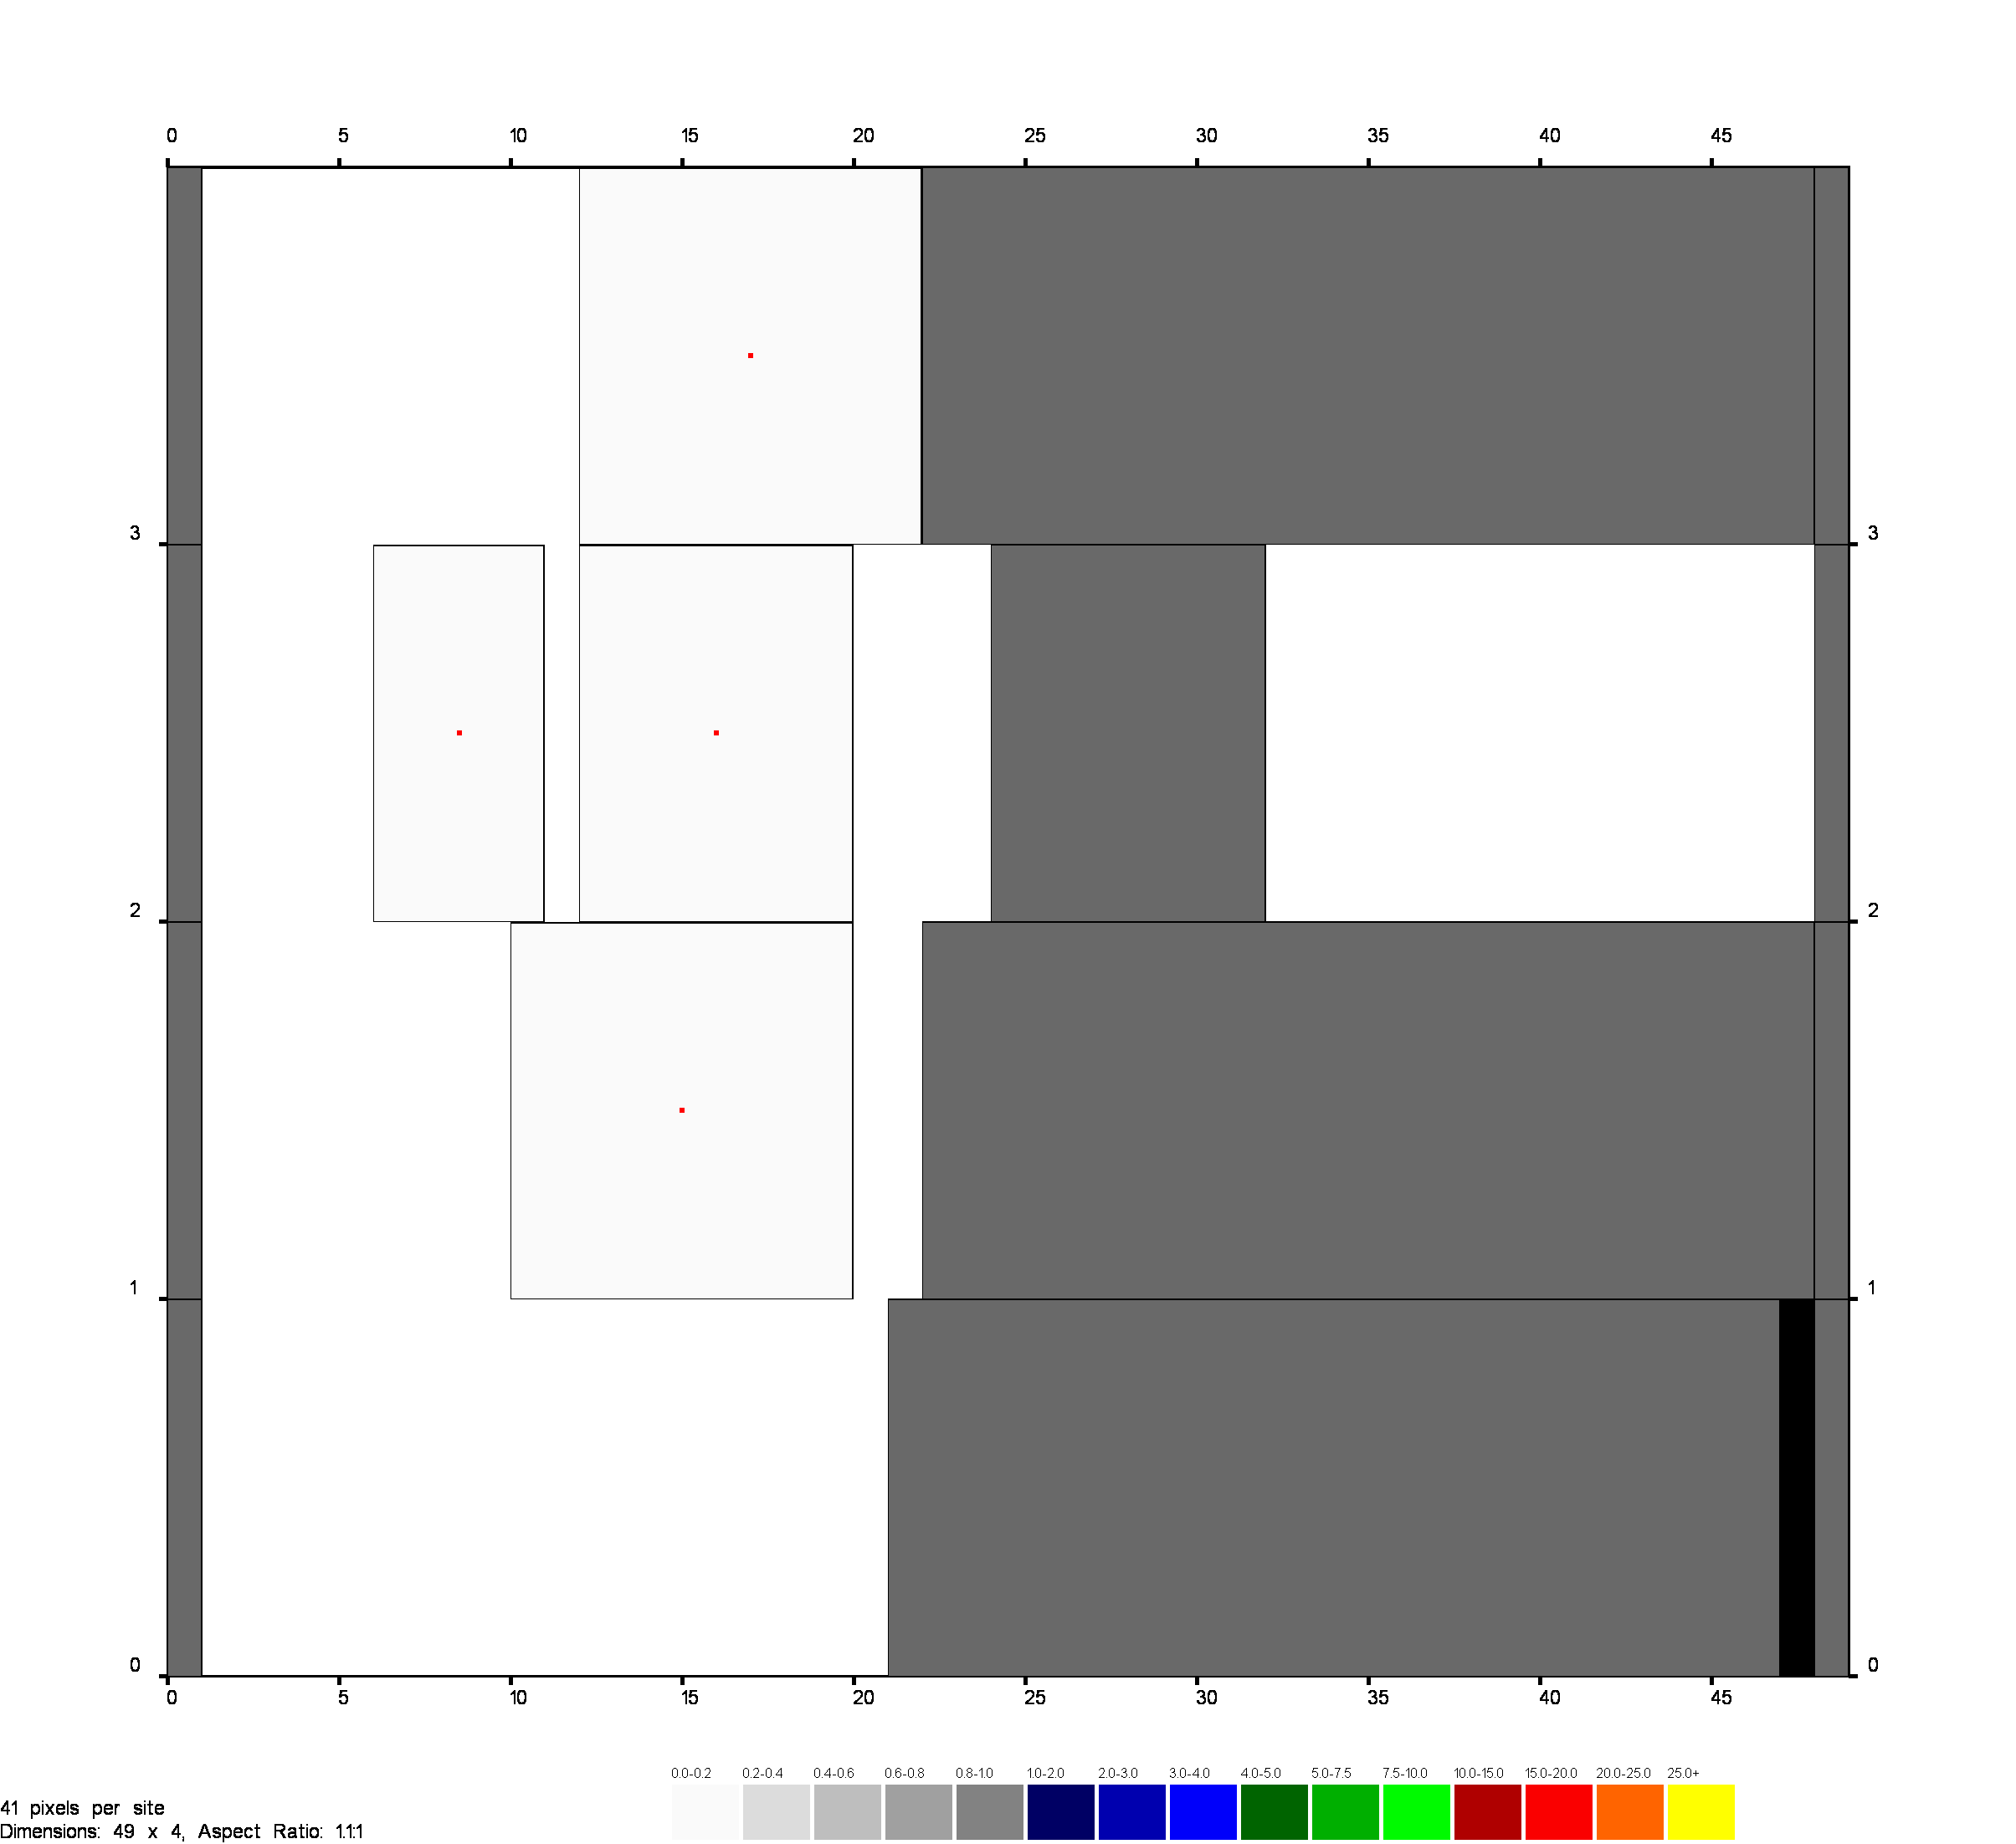 0 5 10 15 20 25 30 35 40 45
3 3
2 2
1 1
0 0
0 5 10 15 20 25 30 35 40 45
0.0-0.2 0.2-0.4 0.4-0.6 0.6-0.8 0.8-1.0 1.0-2.0 2.0-3.0 3.0-4.0 4.0-5.0 5.0-7.5 7.5-10.0 10.0-15.0 15.0-20.0 20.0-25.0 25.0+
41 pixels per site
Dimensions: 49 x 4, Aspect Ratio: 1.1:1